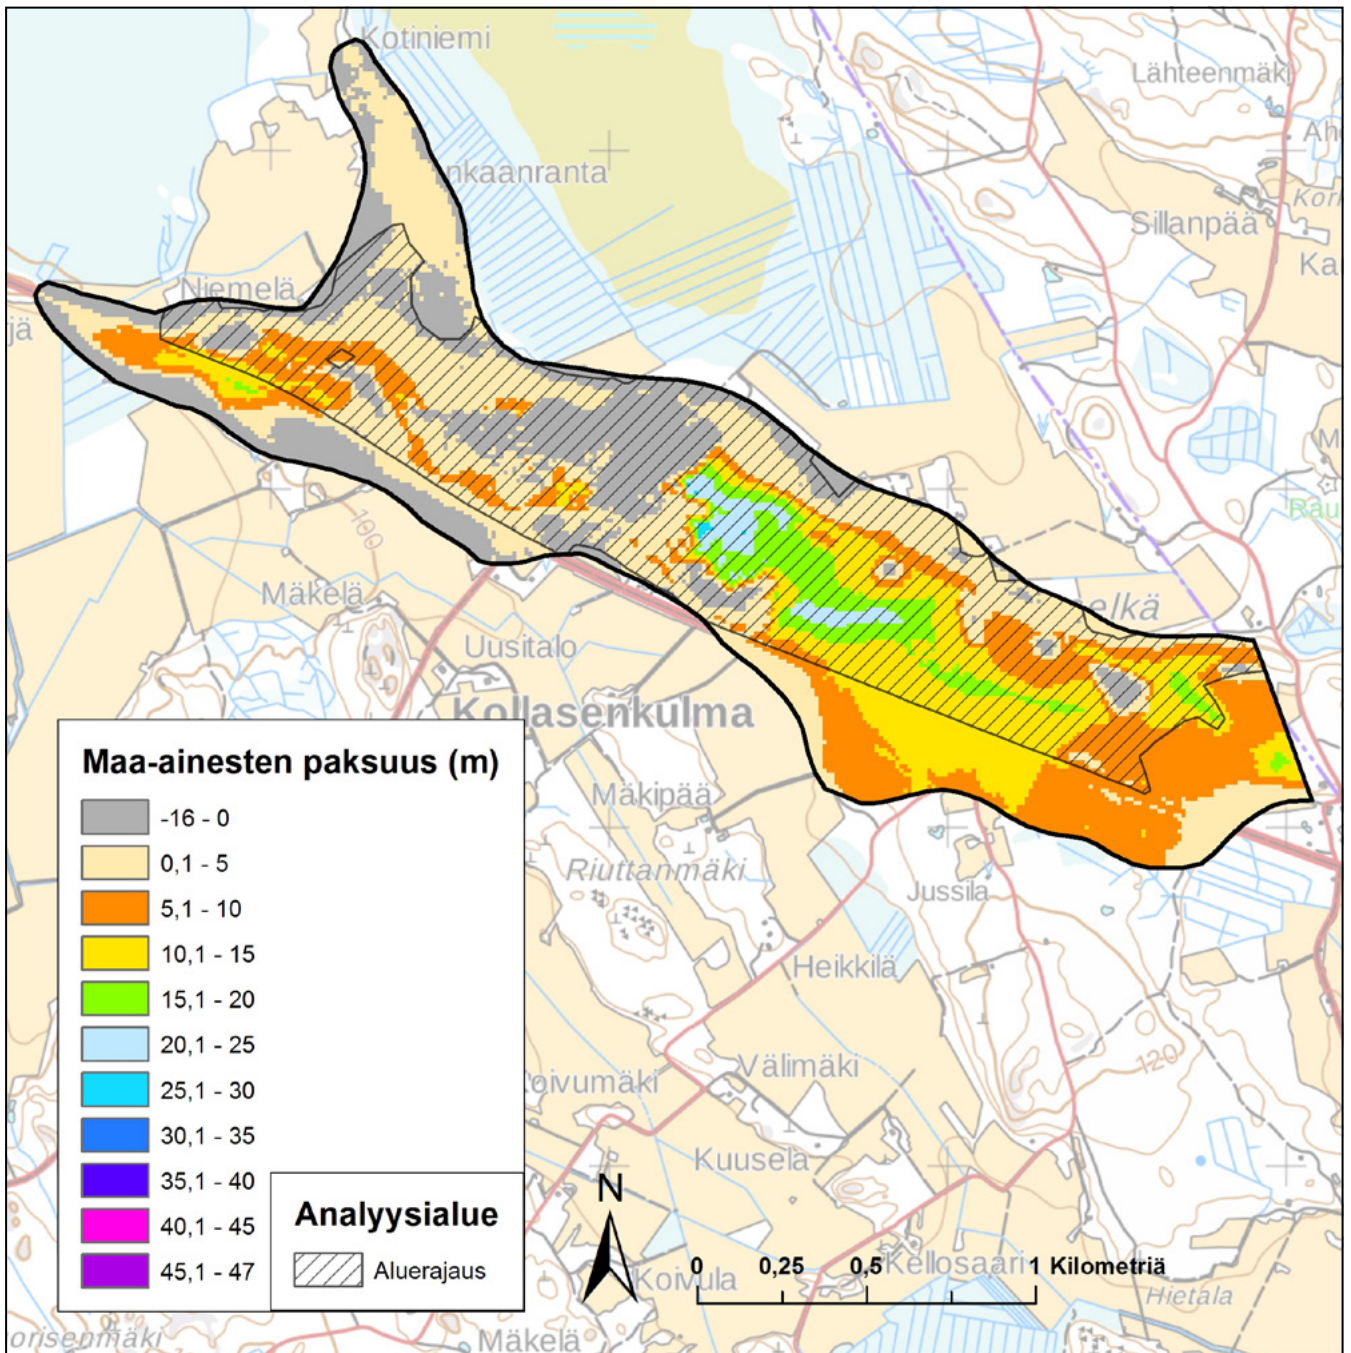 Kotiniemi
Lähteenmäki
nkaanranta
Sillanpää
Ka
Niemelä
jä
100
Mäkelä
elkä
Uusitalo
Kollasenkulma
Mäkipää
Riuttanmäki
Jussila
Heikkilä
Välimäki
oivumäki
120
Kuusela
Koivula
Kellosaari
Hietala
Mäkelä
orisenmäki
Maa-ainesten paksuus (m)
-16 - 0
0,1 - 5
5,1 - 10
10,1 - 15
15,1 - 20
20,1 - 25
25,1 - 30
30,1 - 35
35,1 - 40
40,1 - 45
45,1 - 47
Analyysialue
Aluerajaus
N
0 0,25 0,5 1 Kilometriä